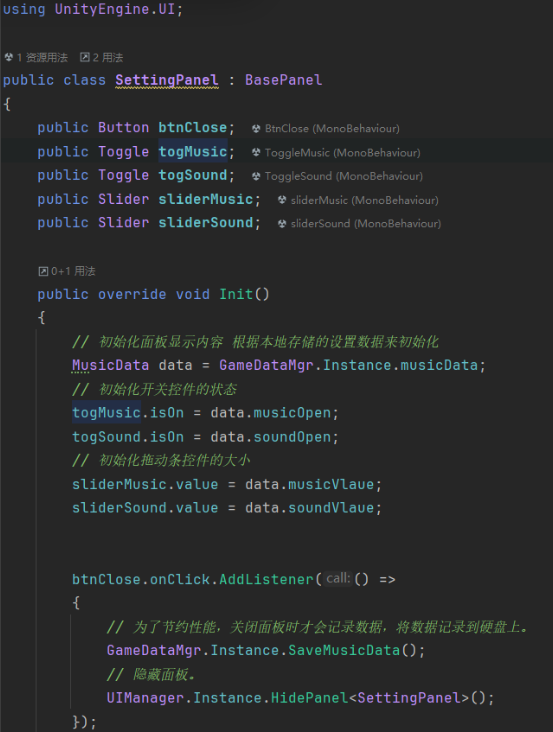 using UnityEngine.UI;
1 资源用法 2 用法
public class SettingPanel : BasePanel
{
public Button btnClose; BtnClose (MonoBehaviour)
public Toggle togMusic; ToggleMusic (MonoBehaviour)
public Toggle togSound; ToggleSound (MonoBehaviour)
public Slider sliderMusic; sliderMusic (MonoBehaviour)
public Slider sliderSound; sliderSound (MonoBehaviour)
0+1 用法
public override void Init()
{
// 初始化面板显示内容 根据本地存储的设置数据来初始化
MusicData data = GameDataMgr.Instance.musicData;
// 初始化开关控件的状态
togMusic.isOn = data.musicOpen;
togSound.isOn = data.soundOpen;
// 初始化拖动条控件的大小
sliderMusic.value = data.musicVlaue;
sliderSound.value = data.soundVlaue;
btnClose.onClick.AddListener(call:() =>
{
// 为了节约性能，关闭面板时才会记录数据，将数据记录到硬盘上。
GameDataMgr.Instance.SaveMusicData();
// 隐藏面板。
UIManager.Instance.HidePanel<SettingPanel>();
});